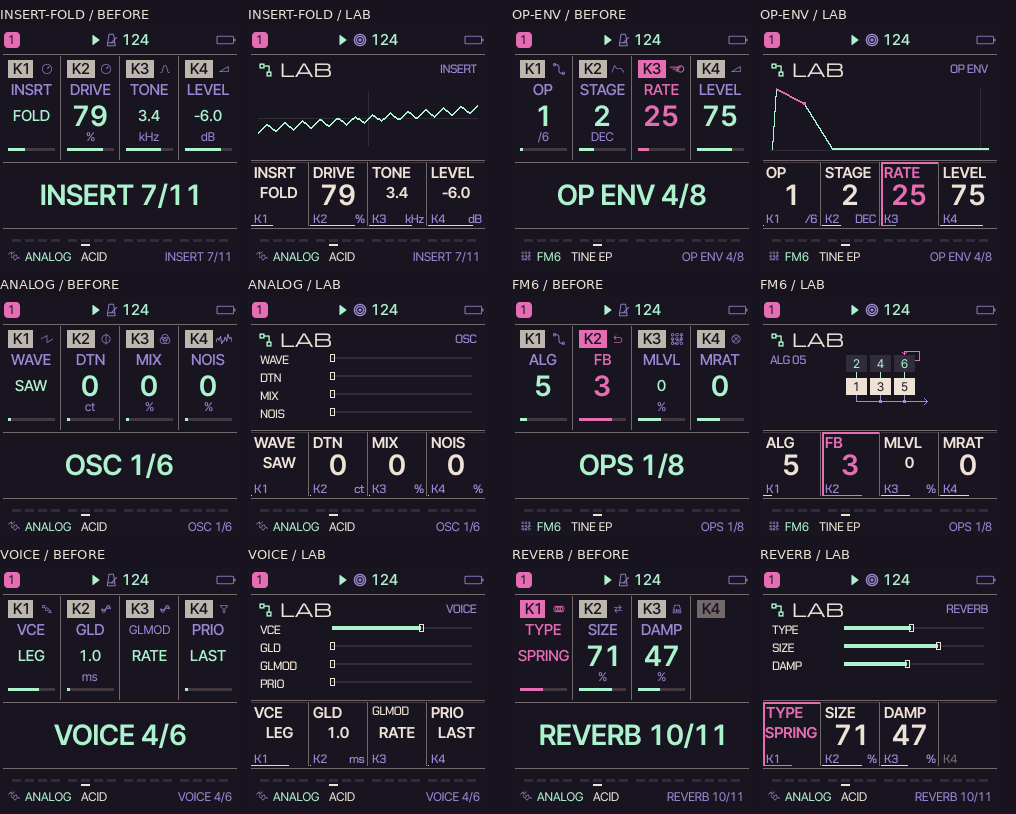 INSERT-FOLD / BEFORE
1 124
K1 K2 K3 K4
INSRT DRIVE TONE LEVEL
FOLD 79 3.4 -6.0
% kHz dB
INSERT 7/11
ANALOG ACID INSERT 7/11
INSERT-FOLD / LAB
1 124
LAB INSERT
INSRT DRIVE TONE LEVEL
FOLD 79 3.4 -6.0
K1 K2 % K3 kHz K4 dB
ANALOG ACID INSERT 7/11
OP-ENV / BEFORE
1 124
K1 K2 K3 K4
OP STAGE RATE LEVEL
1 2 25 75
/6 DEC
OP ENV 4/8
FM6 TINE EP OP ENV 4/8
OP-ENV / LAB
1 124
LAB OP ENV
OP STAGE RATE LEVEL
1 2 25 75
K1 /6 K2 DEC K3 K4
FM6 TINE EP OP ENV 4/8
ANALOG / BEFORE
1 124
K1 K2 K3 K4
WAVE DTN MIX NOIS
SAW 0 0 0
ct % %
OSC 1/6
ANALOG ACID OSC 1/6
ANALOG / LAB
1 124
LAB OSC
WAVE
DTN
MIX
NOIS
WAVE DTN MIX NOIS
SAW 0 0 0
K1 K2 ct K3 % K4 %
ANALOG ACID OSC 1/6
FM6 / BEFORE
1 124
K1 K2 K3 K4
ALG FB MLVL MRAT
5 3 0 0
%
OPS 1/8
FM6 TINE EP OPS 1/8
FM6 / LAB
1 124
LAB
ALG 05
2 4 6
1 3 5
ALG FB MLVL MRAT
5 3 0 0
K1 K2 K3 % K4
FM6 TINE EP OPS 1/8
VOICE / BEFORE
1 124
K1 K2 K3 K4
VCE GLD GLMOD PRIO
LEG 1.0 RATE LAST
ms
VOICE 4/6
ANALOG ACID VOICE 4/6
VOICE / LAB
1 124
LAB VOICE
VCE
GLD
GLMOD
PRIO
VCE GLD GLMOD PRIO
LEG 1.0 RATE LAST
K1 K2 ms K3 K4
ANALOG ACID VOICE 4/6
REVERB / BEFORE
1 124
K1 K2 K3 K4
TYPE SIZE DAMP
SPRING 71 47
% %
REVERB 10/11
ANALOG ACID REVERB 10/11
REVERB / LAB
1 124
LAB REVERB
TYPE
SIZE
DAMP
TYPE SIZE DAMP
SPRING 71 47
K1 K2 % K3 % K4
ANALOG ACID REVERB 10/11